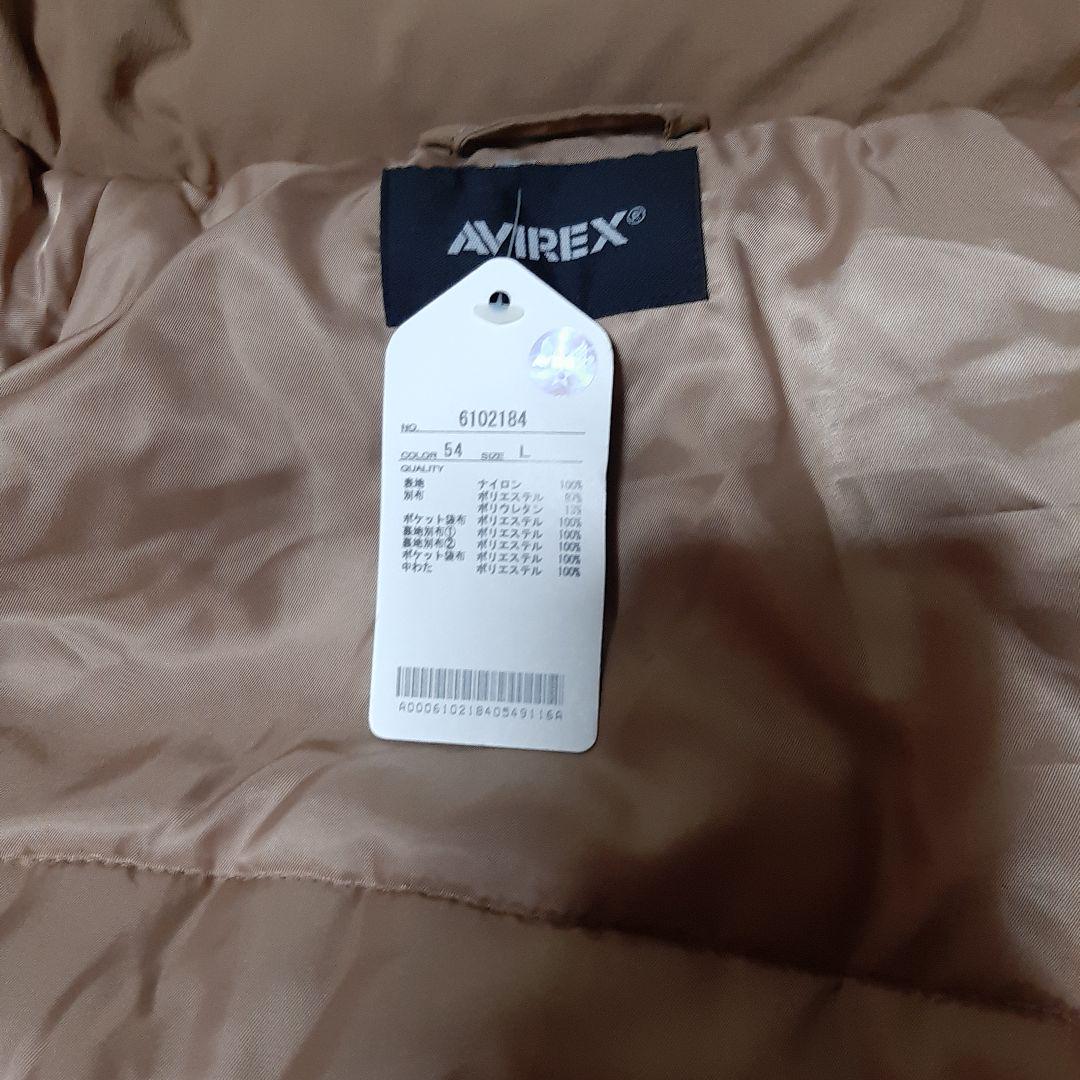 AVIREX®
AVIREX
NO. 6102184
COLOR 54 SIZE L
QUALITY
表地 ナイロン 100%
別布 ポリエステル 87%
ポリウレタン 13%
ポケット袋布 ポリエステル 100%
裏地別布① ポリエステル 100%
裏地別布② ポリエステル 100%
ポケット袋布 ポリエステル 100%
中わた ポリエステル 100%
A00061021840549116A